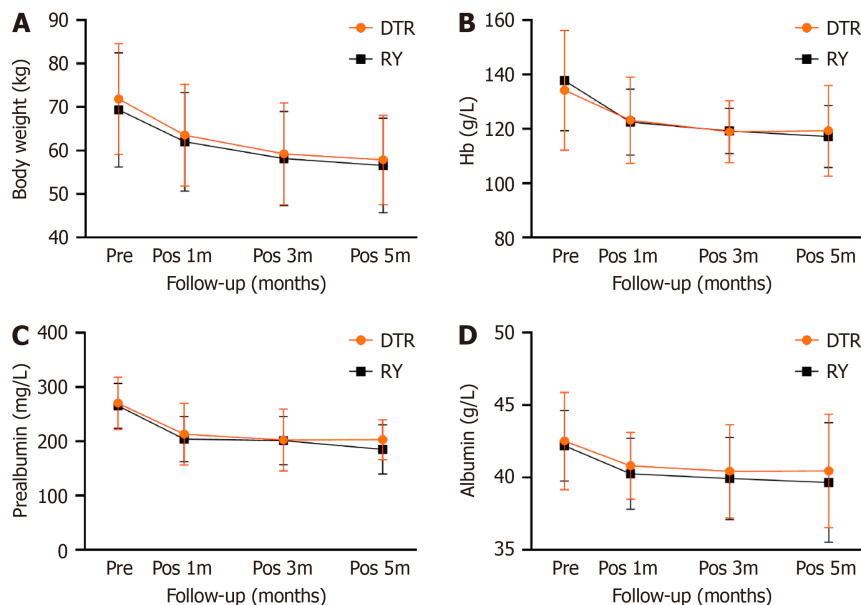 A
90
80
70
60
50
40
Body weight (kg)
DTR
RY
Pre Pos 1m Pos 3m Pos 5m
Follow-up (months)
B
160
140
120
100
80
Hb (g/L)
DTR
RY
Pre Pos 1m Pos 3m Pos 5m
Follow-up (months)
C
400
300
200
100
0
Prealbumin (mg/L)
DTR
RY
Pre Pos 1m Pos 3m Pos 5m
Follow-up (months)
D
50
45
40
35
Albumin (g/L)
DTR
RY
Pre Pos 1m Pos 3m Pos 5m
Follow-up (months)